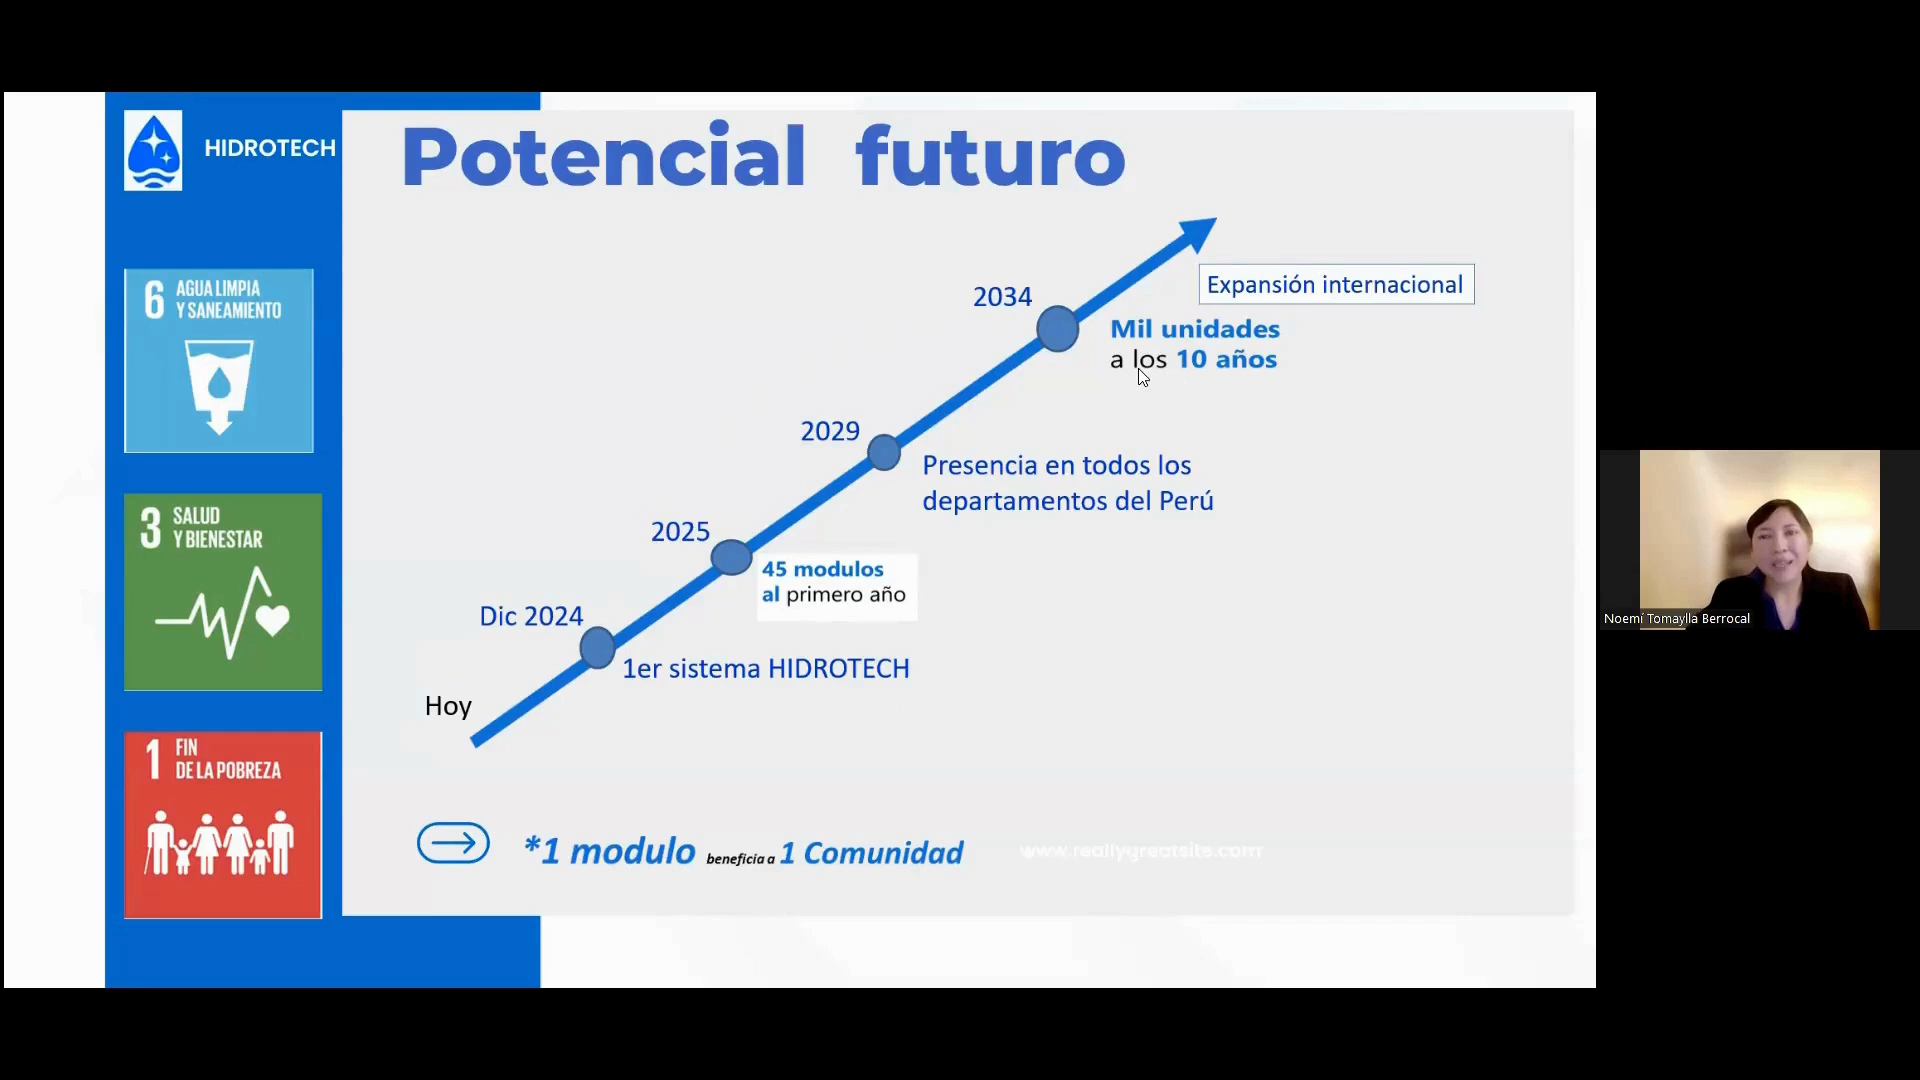 HIDROTECH
Potencial futuro
6 AGUA LIMPIA
Y SANEAMIENTO
3 SALUD
Y BIENESTAR
1 FIN
DE LA POBREZA
Expansión internacional
2034
Mil unidades
a los 10 años
2029
Presencia en todos los
departamentos del Perú
2025
45 modulos
al primero año
Dic 2024
1er sistema HIDROTECH
Hoy
*1 modulo beneficia a 1 Comunidad
www.reallygreatsite.com
Noemí Tomaylla Berrocal